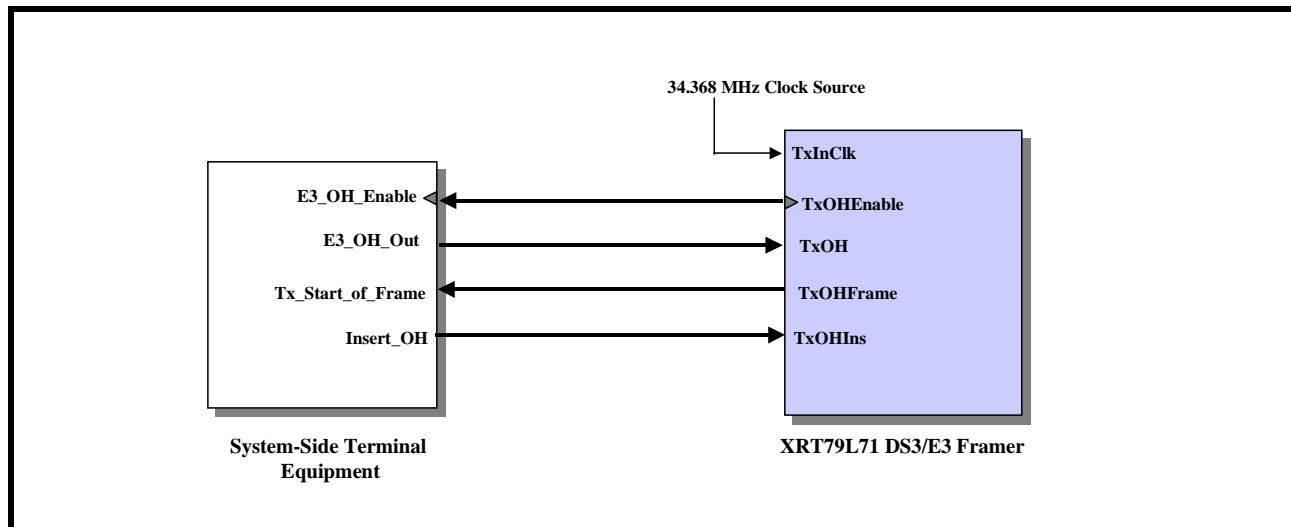 34.368 MHz Clock Source
TxInClk
E3_OH_Enable
TxOHEnable
E3_OH_Out
TxOH
Tx_Start_of_Frame
TxOHFrame
Insert_OH
TxOHIns
System-Side Terminal
Equipment
XRT79L71 DS3/E3 Framer